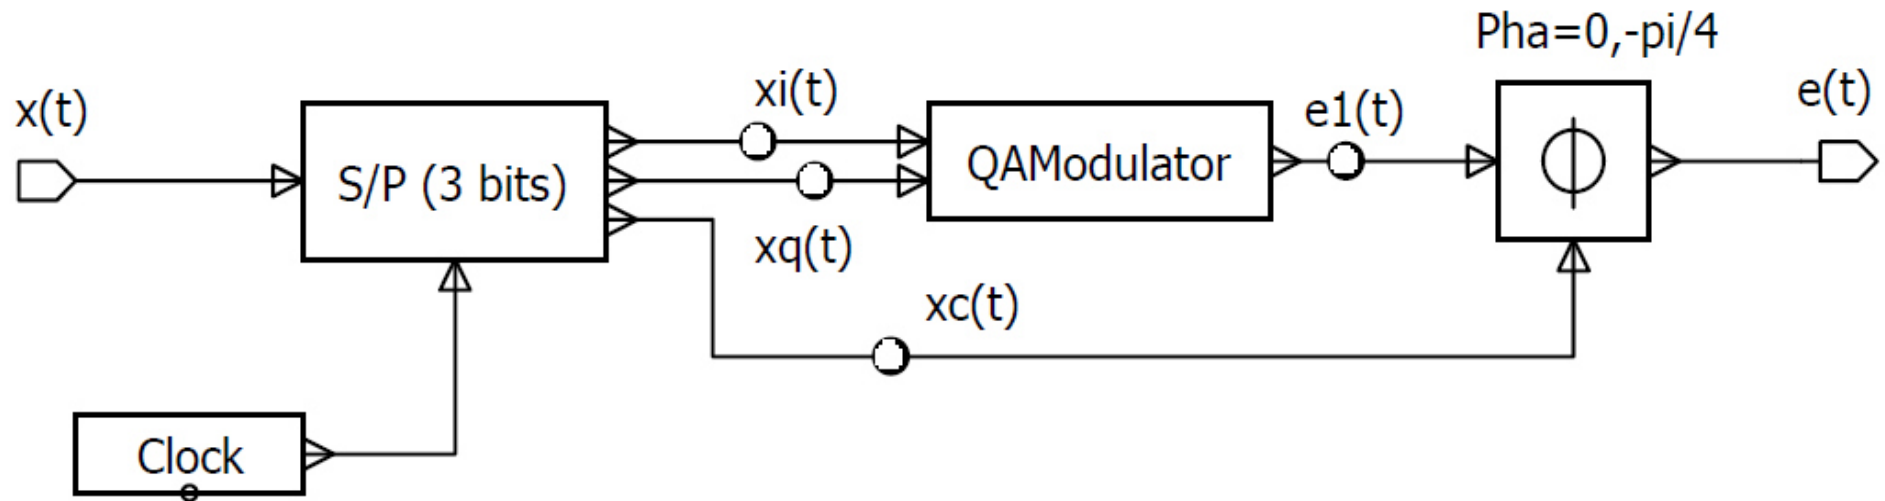 Pha=0,-pi/4
x(t)
xi(t)
e1(t)
e(t)
S/P (3 bits)
QAModulator
xq(t)
xc(t)
Clock